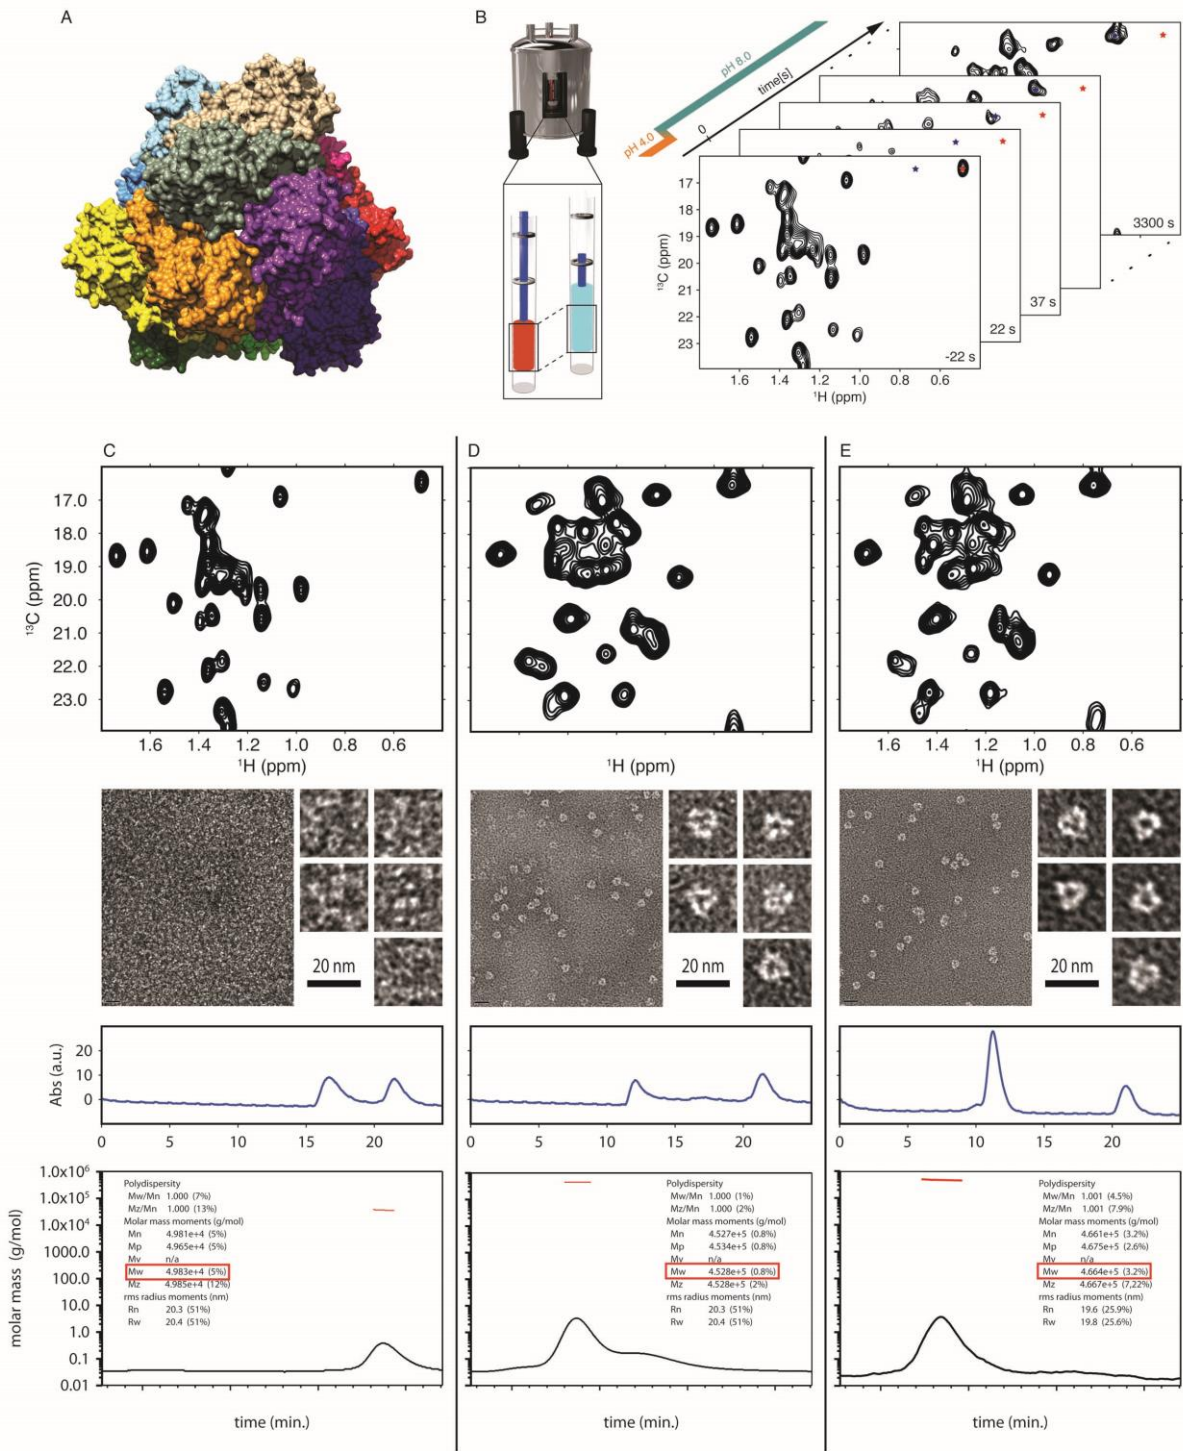 A
B
pH 4.0
pH 8.0
time[s]
0
17
18
19
20
21
22
23
¹³C (ppm)
1.6
1.4
1.2
1.0
0.8
0.6
¹H (ppm)
-22 s
22 s
37 s
3300 s
C
D
E
17.0
18.0
19.0
20.0
21.0
22.0
23.0
¹³C (ppm)
1.6 1.4 1.2 1.0 0.6
¹H (ppm)
¹H (ppm)
1.6 1.4 1.2 1.0 0.6
¹H (ppm)
20 nm
20 nm
20 nm
Abs (a.u.)
20
10
0
0 5 10 15 20
0 5 10 15 20
0 5 10 15 20
molar mass (g/mol)
1.0x10⁶
1.0x10⁵
1.0x10⁴
1000.0
100.0
10.0
1.0
0.1
0.01
Polydispersity
Mw/Mn 1.000 (7%)
Mz/Mn 1.000 (13%)
Molar mass moments (g/mol)
Mn 4.981e+4 (5%)
Mp 4.965e+4 (5%)
Mv n/a
Mw 4.983e+4 (5%)
Mz 4.985e+4 (12%)
rms radius moments (nm)
Rn 20.3 (51%)
Rw 20.4 (51%)
time (min.)
Polydispersity
Mw/Mn 1.000 (1%)
Mz/Mn 1.000 (2%)
Molar mass moments (g/mol)
Mn 4.527e+5 (0.8%)
Mp 4.534e+5 (0.8%)
Mv n/a
Mw 4.528e+5 (0.8%)
Mz 4.528e+5 (2%)
rms radius moments (nm)
Rn 20.3 (51%)
Rw 20.4 (51%)
time (min.)
Polydispersity
Mw/Mn 1.001 (4.5%)
Mz/Mn 1.001 (7.9%)
Molar mass moments (g/mol)
Mn 4.661e+5 (3.2%)
Mp 4.675e+5 (2.6%)
Mv n/a
Mw 4.664e+5 (3.2%)
Mz 4.667e+5 (7,22%)
rms radius moments (nm)
Rn 19.6 (25.9%)
Rw 19.8 (25.6%)
time (min.)